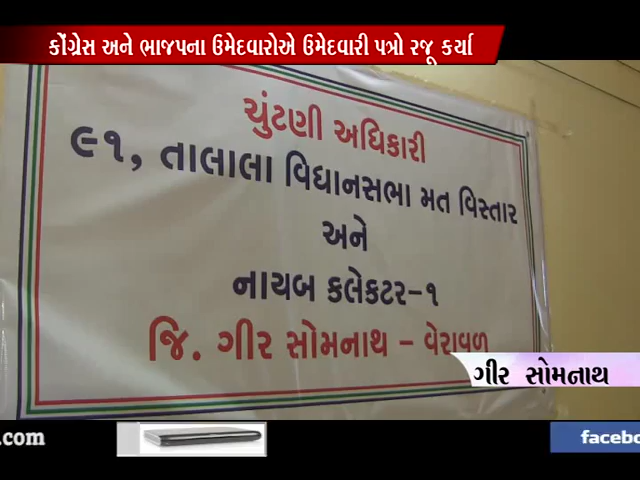 કોંગ્રેસ અને ભાજપના ઉમેદવારોએ ઉમેદવારી પત્રો રજૂ કર્યા
ચુંટણી અધિકારી
૯૧, તાલાલા વિધાનસભા મત વિસ્તાર
અને
નાયબ કલેકટર-૧
જિ. ગીર સોમનાથ - વેરાવળ
ગીર સોમનાથ
.com
facebo